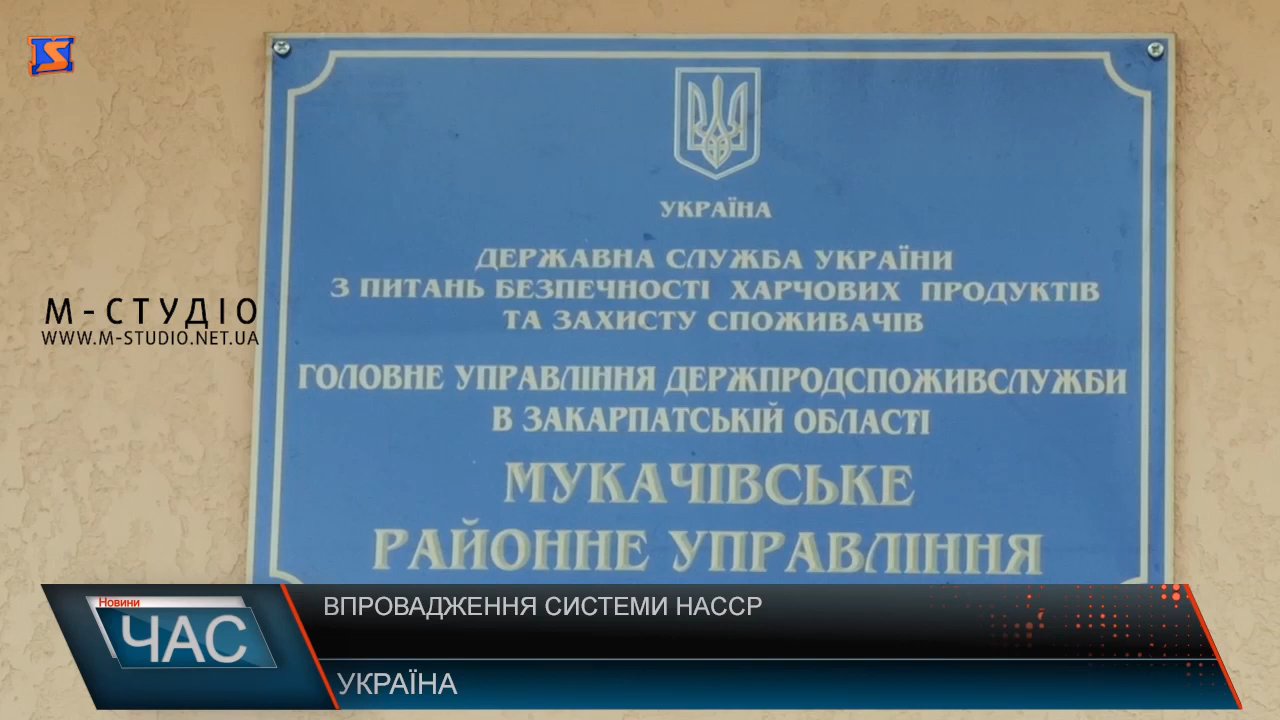 УКРАЇНА
ДЕРЖАВНА СЛУЖБА УКРАЇНИ
З ПИТАНЬ БЕЗПЕЧНОСТІ ХАРЧОВИХ ПРОДУКТІВ
ТА ЗАХИСТУ СПОЖИВАЧІВ
ГОЛОВНЕ УПРАВЛІННЯ ДЕРЖПРОДСПОЖИВСЛУЖБИ
В ЗАКАРПАТСЬКІЙ ОБЛАСТІ
МУКАЧІВСЬКЕ
РАЙОННЕ УПРАВЛІННЯ
М-СТУДІО
WWW.M-STUDIO.NET.UA
Новини
ЧАС
ВПРОВАДЖЕННЯ СИСТЕМИ НАССР
УКРАЇНА